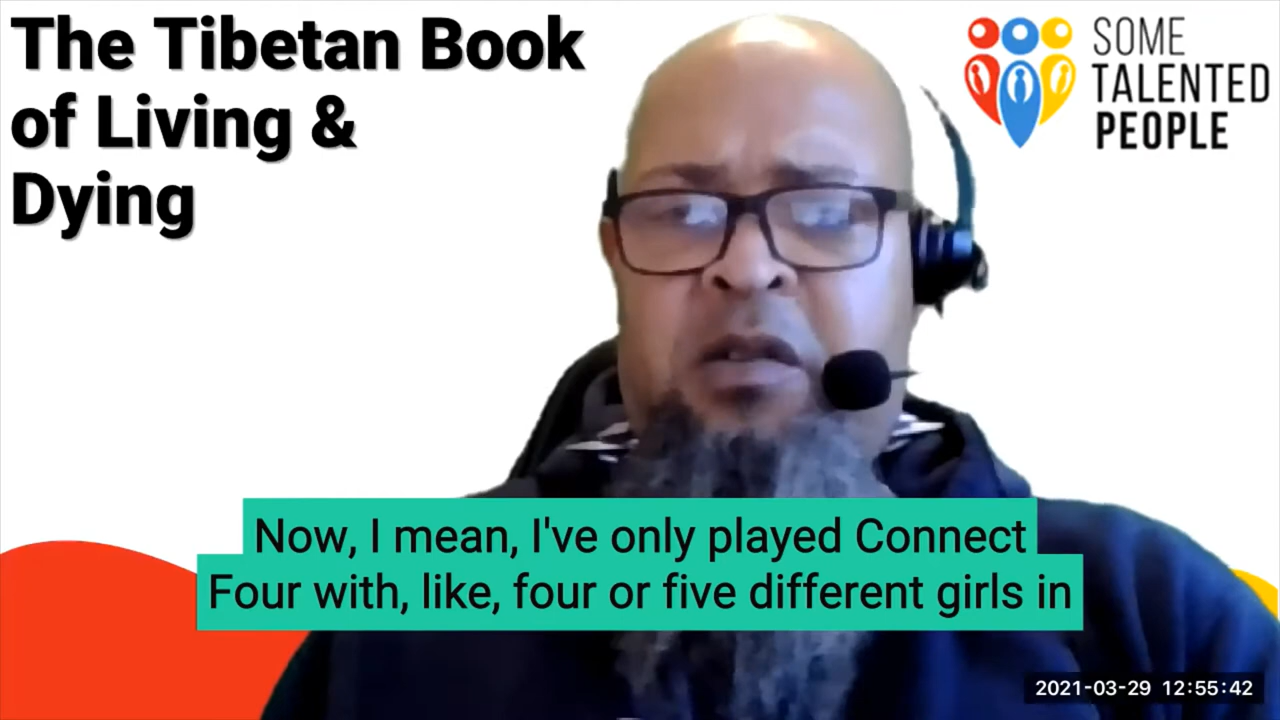 The Tibetan Book
of Living &
Dying
SOME
TALENTED
PEOPLE
Now, I mean, I've only played Connect
Four with, like, four or five different girls in
2021-03-29 12:55:42